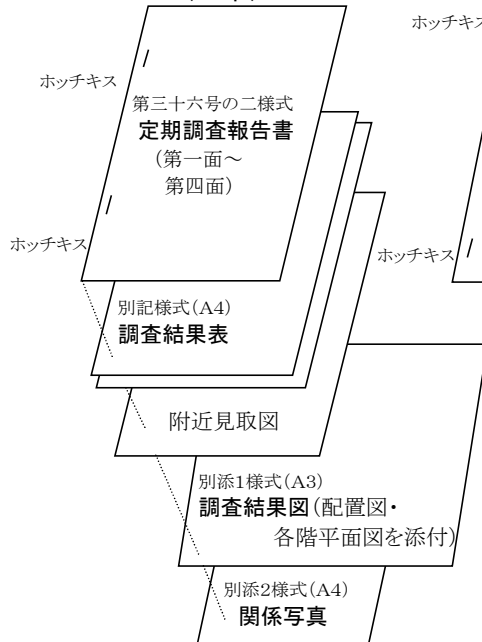 ホッチキス
ホッチキス
第三十六号の二様式
定期調査報告書
(第一面～
第四面)
ホッチキス
ホッチキス
別記様式(A4)
調査結果表
附近見取図
別添1様式(A3)
調査結果図(配置図・
各階平面図を添付)
別添2様式(A4)
関係写真